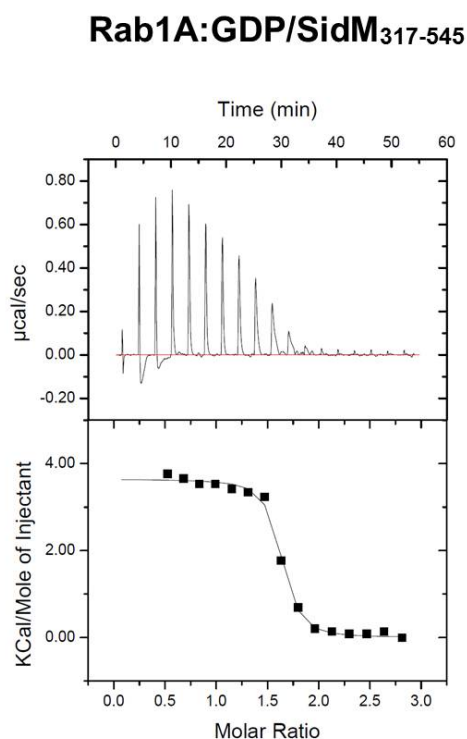 Rab1A:GDP/SidM317-545
Time (min)
0 10 20 30 40 50 60
0.80
0.60
0.40
0.20
0.00
-0.20
µcal/sec
4.00
2.00
0.00
KCal/Mole of Injectant
0.0 0.5 1.0 1.5 2.0 2.5 3.0
Molar Ratio